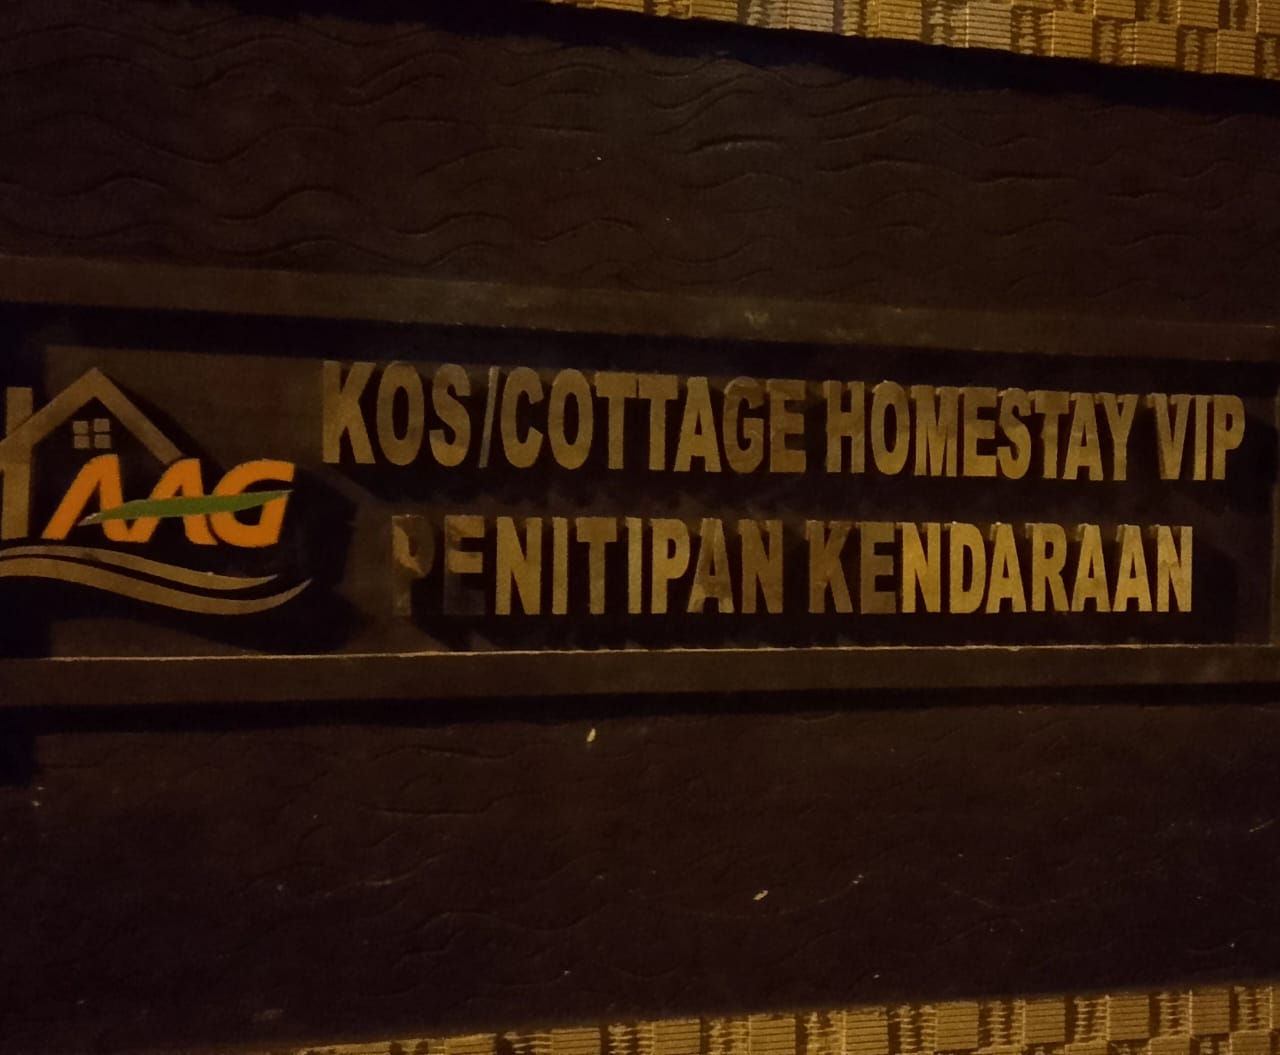 AAG
KOS/COTTAGE HOMESTAY VIP
PENITIPAN KENDARAAN